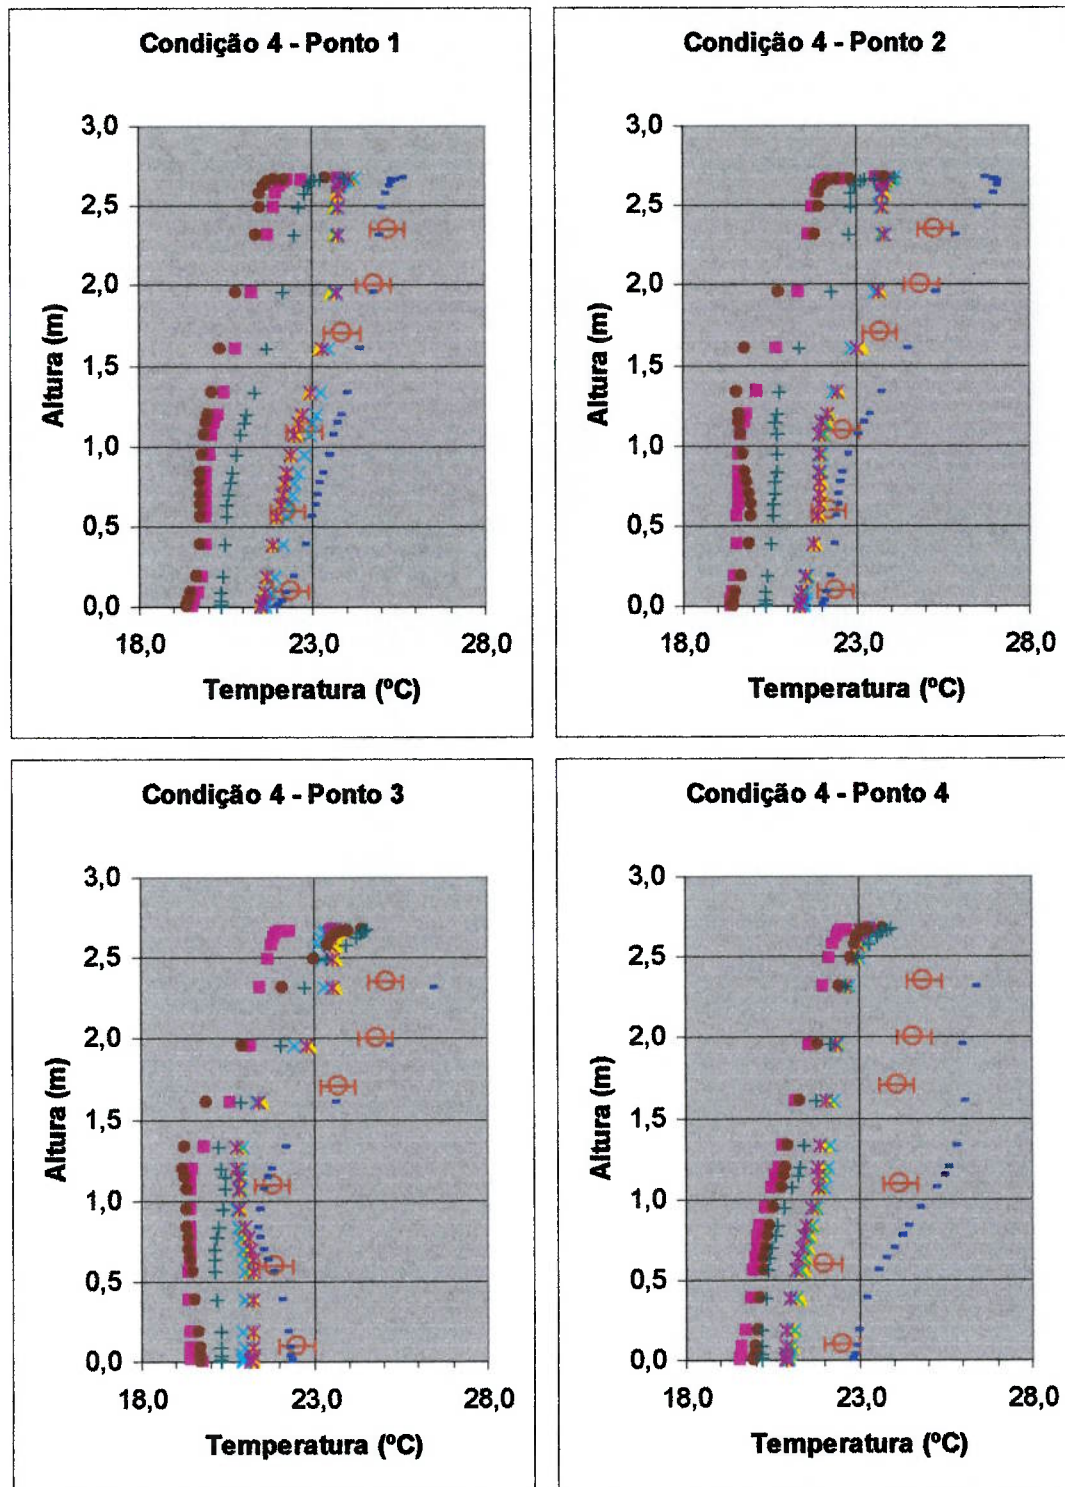 Condição 4 - Ponto 1
3,0
2,5
2,0
1,5
1,0
0,5
0,0
Altura (m)
18,0 23,0 28,0
Temperatura (ºC)
Condição 4 - Ponto 2
3,0
2,5
2,0
1,5
1,0
0,5
0,0
Altura (m)
18,0 23,0 28,0
Temperatura (ºC)
Condição 4 - Ponto 3
3,0
2,5
2,0
1,5
1,0
0,5
0,0
Altura (m)
18,0 23,0 28,0
Temperatura (ºC)
Condição 4 - Ponto 4
3,0
2,5
2,0
1,5
1,0
0,5
0,0
Altura (m)
18,0 23,0 28,0
Temperatura (ºC)